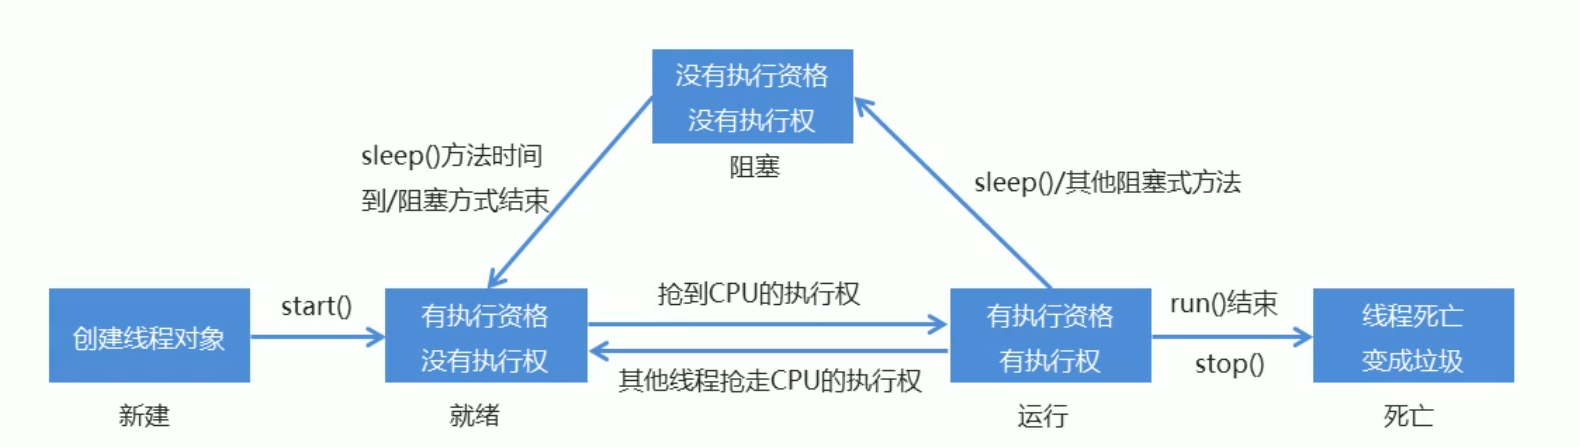 没有执行资格
没有执行权
阻塞
sleep()方法时间
到/阻塞方式结束
sleep()/其他阻塞式方法
创建线程对象
新建
start()
有执行资格
没有执行权
就绪
抢到CPU的执行权
其他线程抢走CPU的执行权
有执行资格
有执行权
运行
run()结束
stop()
线程死亡
变成垃圾
死亡